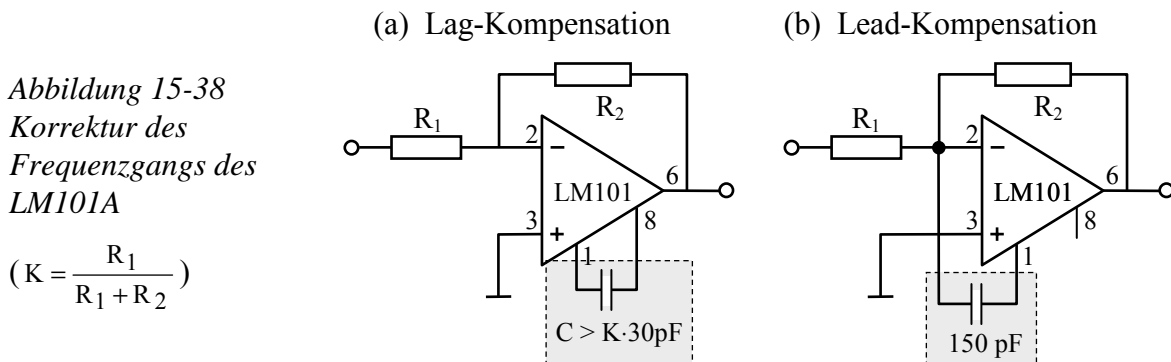 (a) Lag-Kompensation
(b) Lead-Kompensation
Abbildung 15-38
Korrektur des
Frequenzgangs des
LM101A
( K = R1 / R1 + R2 )
R1
R2
2
−
3
+
LM101
6
8
1
C > K·30pF
R1
R2
2
−
3
+
LM101
6
8
1
150 pF